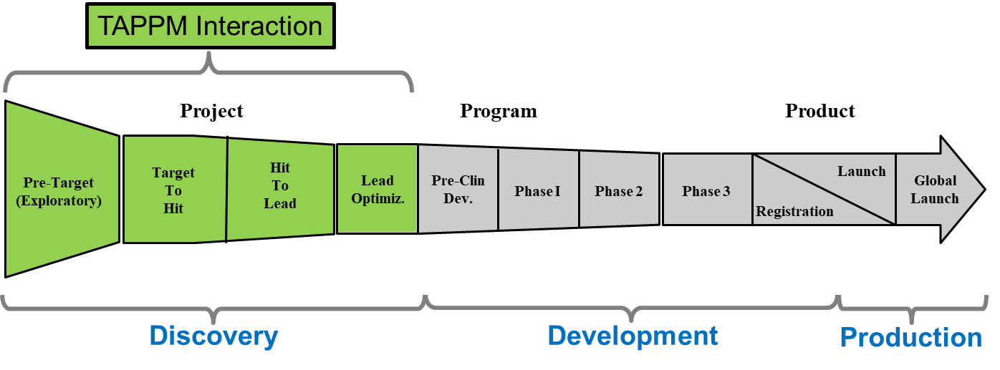 TAPPM Interaction
Project
Program
Product
Pre-Target
(Exploratory)
Target
To
Hit
Hit
To
Lead
Lead
Optimiz.
Pre-Clin
Dev.
Phase I
Phase 2
Phase 3
Registration
Launch
Global
Launch
Discovery
Development
Production